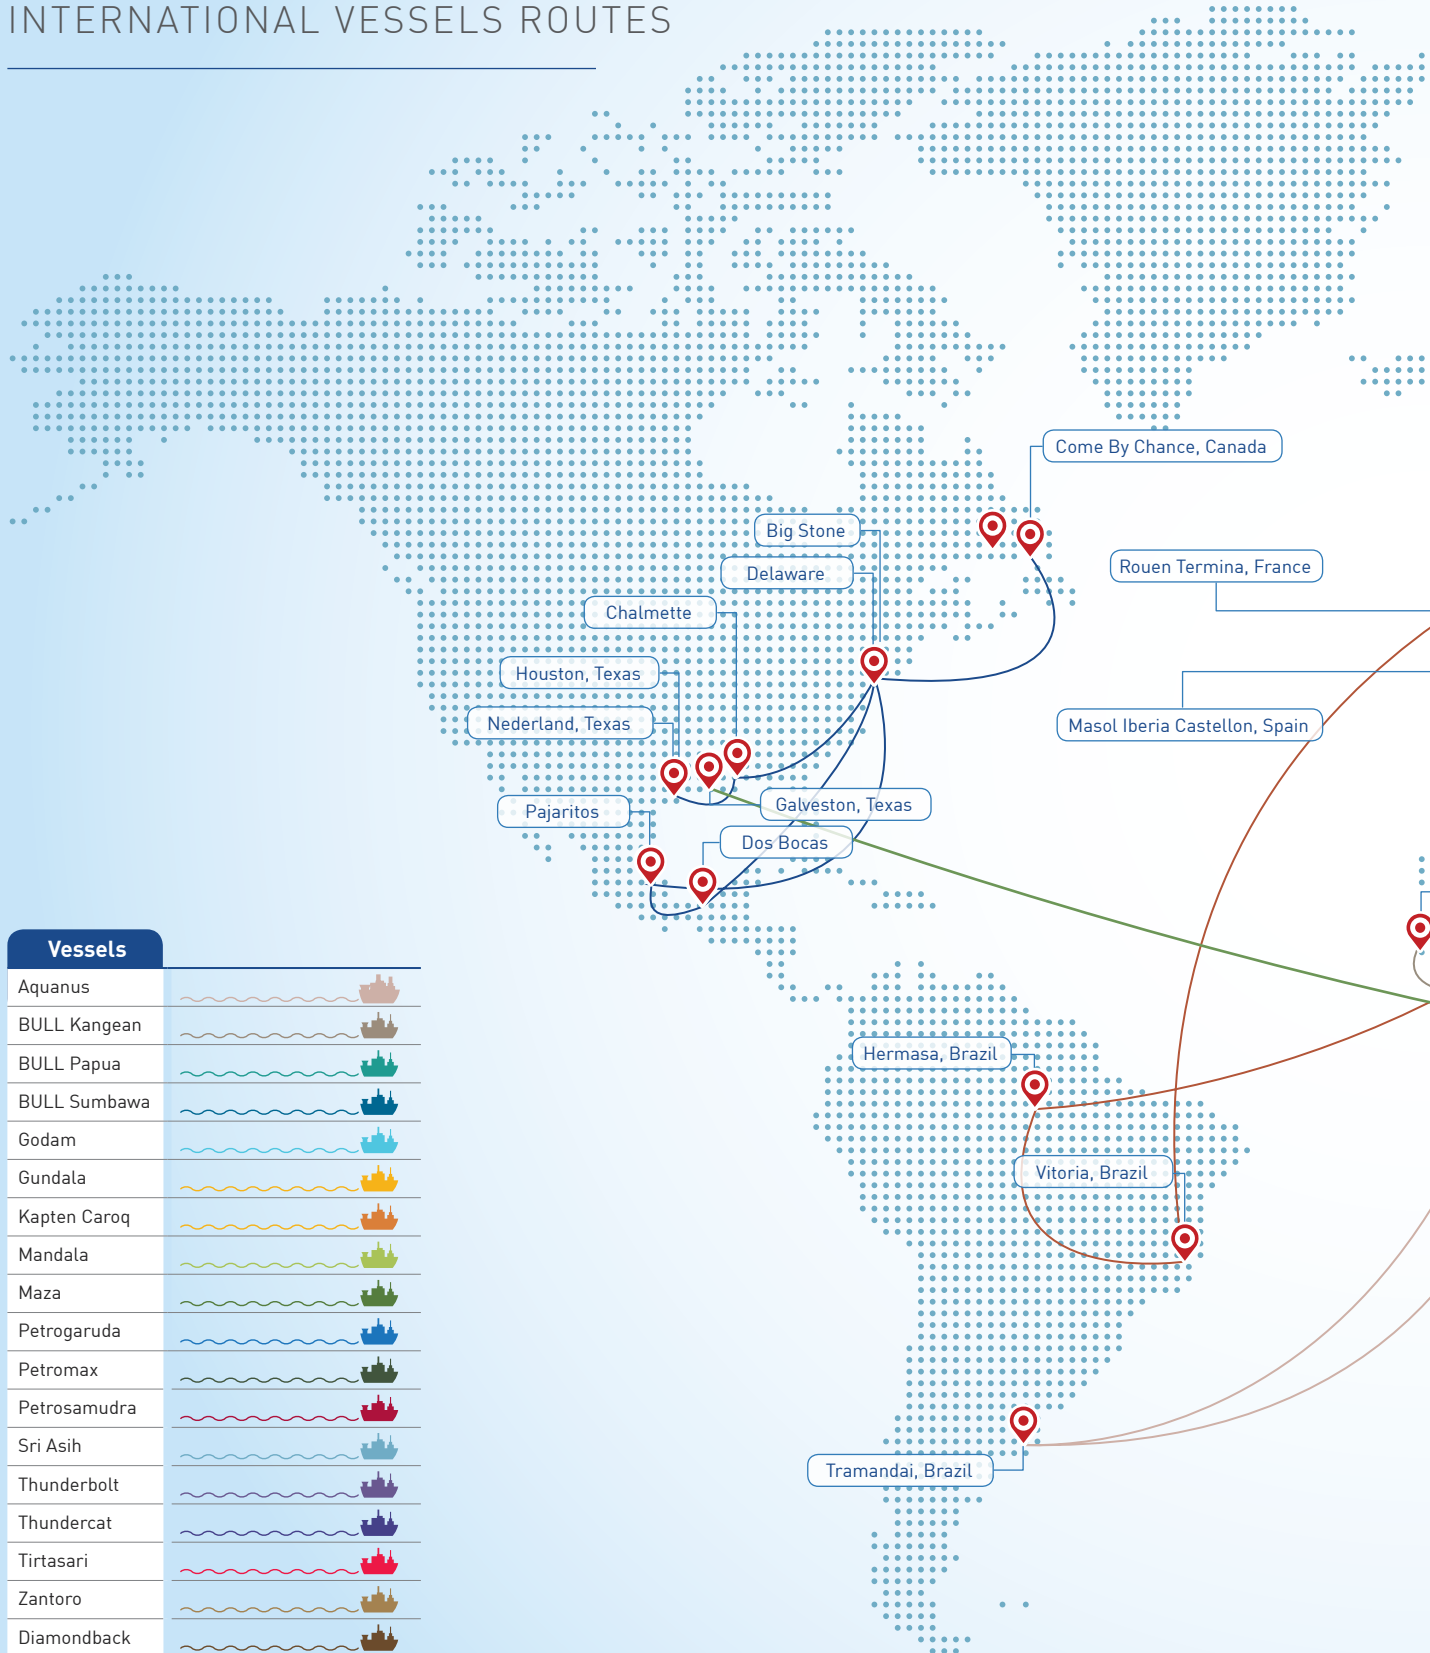 INTERNATIONAL VESSELS ROUTES
Come By Chance, Canada
Big Stone
Delaware
Rouen Termina, France
Chalmette
Houston, Texas
Nederland, Texas
Masol Iberia Castellon, Spain
Galveston, Texas
Pajaritos
Dos Bocas
Hermasa, Brazil
Vitoria, Brazil
Tramandai, Brazil
Vessels
Aquanus
BULL Kangean
BULL Papua
BULL Sumbawa
Godam
Gundala
Kapten Caroq
Mandala
Maza
Petrogaruda
Petromax
Petrosamudra
Sri Asih
Thunderbolt
Thundercat
Tirtasari
Zantoro
Diamondback